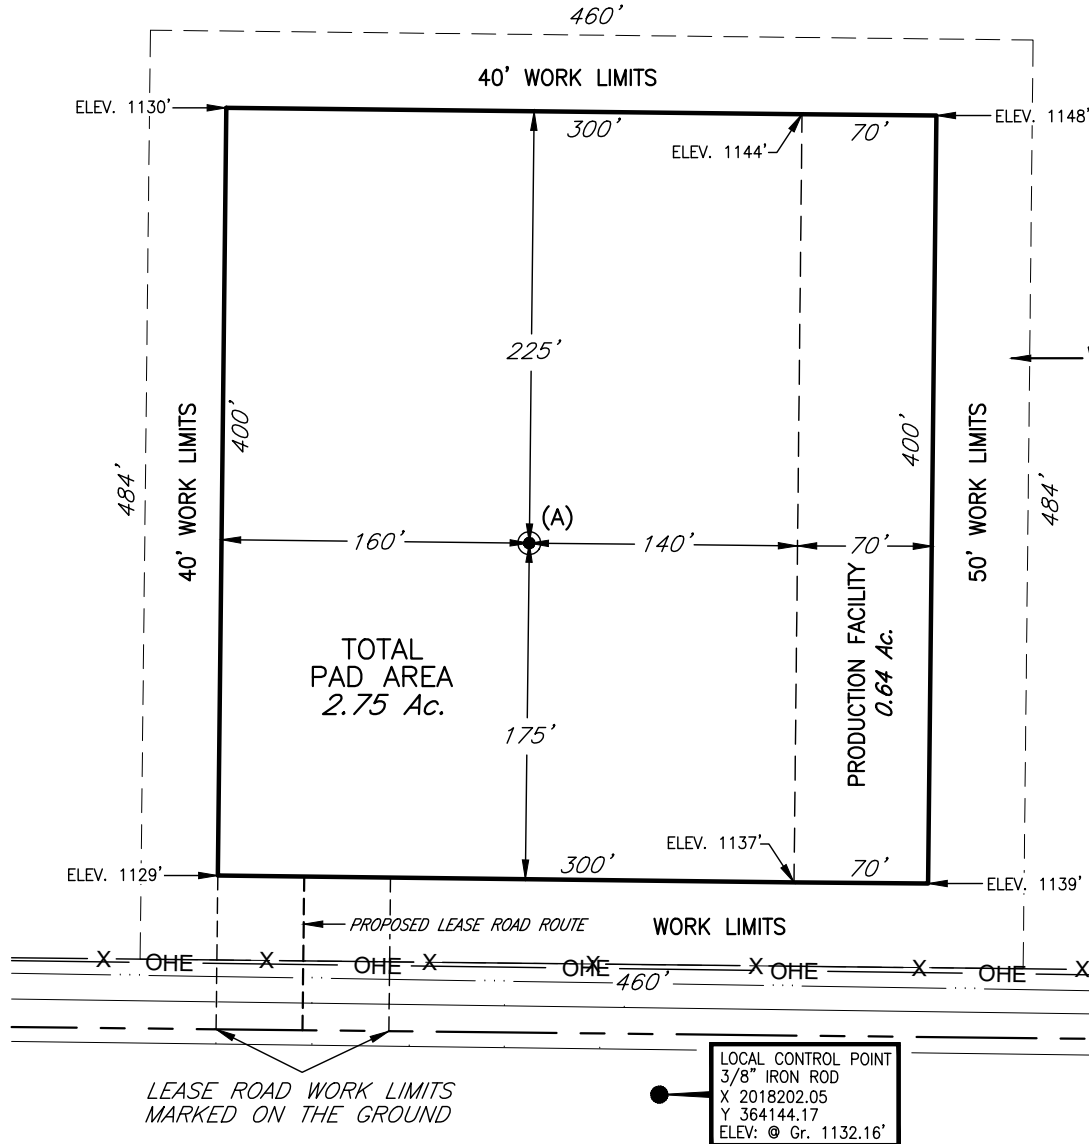 460'
40' WORK LIMITS
ELEV. 1130'
300'
70'
ELEV. 1148'
ELEV. 1144'
225'
400'
400'
40' WORK LIMITS
50' WORK LIMITS
484'
484'
(A)
160'
140'
70'
TOTAL
PAD AREA
2.75 Ac.
PRODUCTION FACILITY
0.64 Ac.
175'
ELEV. 1137'
300'
70'
ELEV. 1129'
ELEV. 1139'
PROPOSED LEASE ROAD ROUTE
WORK LIMITS
X OHE X OHE X OHE X X OHE X OHE X
460'
LEASE ROAD WORK LIMITS
MARKED ON THE GROUND
LOCAL CONTROL POINT
3/8" IRON ROD
X 2018202.05
Y 364144.17
ELEV: @ Gr. 1132.16'